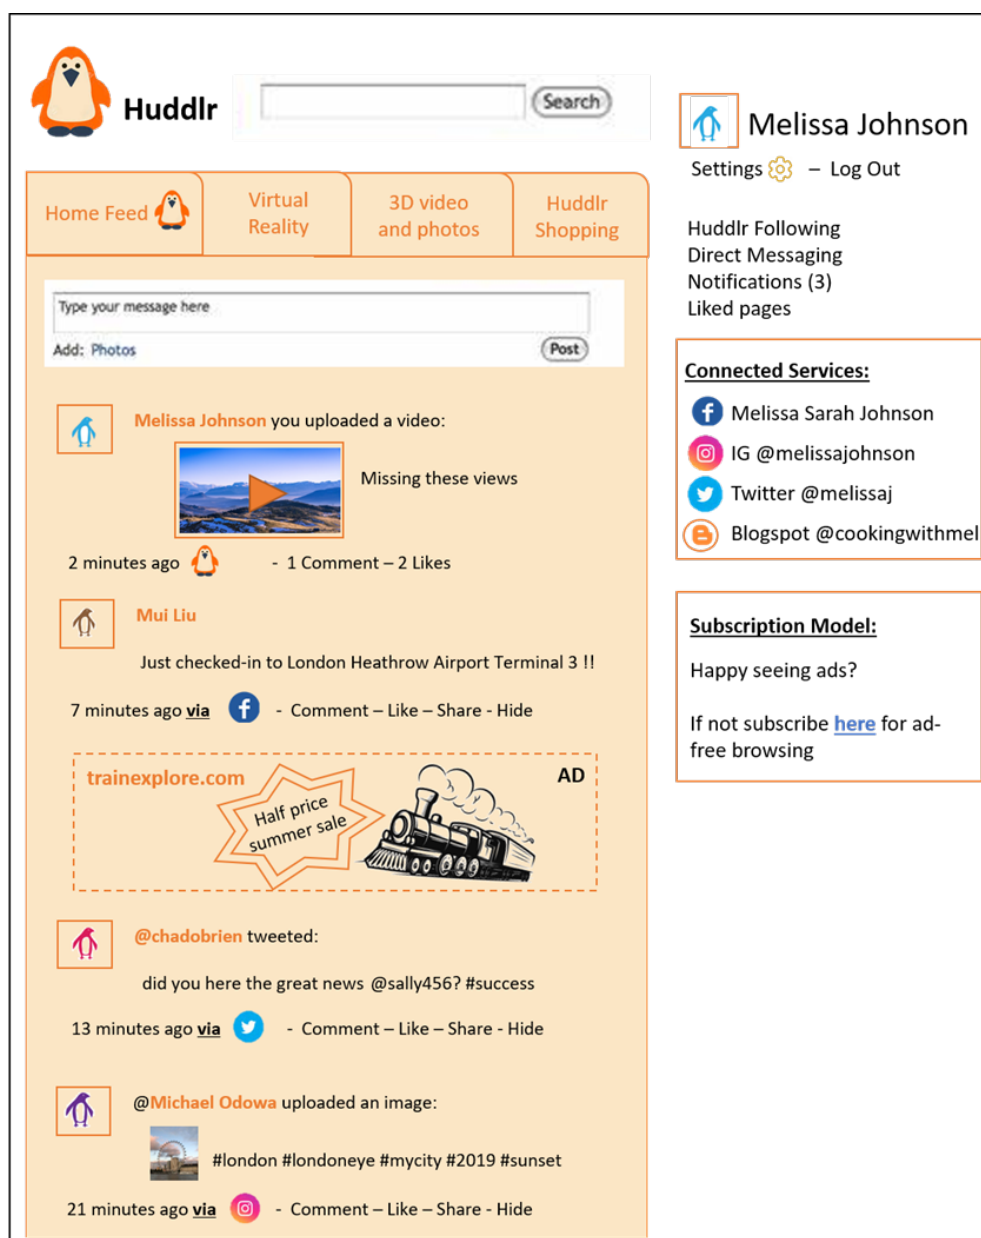 Huddlr
Search
Melissa Johnson
Settings – Log Out
Home Feed
Virtual
Reality
3D video
and photos
Huddlr
Shopping
Huddlr Following
Direct Messaging
Notifications (3)
Liked pages
Type your message here
Add: Photos
Post
Connected Services:
Melissa Sarah Johnson
IG @melissajohnson
Twitter @melissaj
Blogspot @cookingwithmel
Melissa Johnson you uploaded a video:
Missing these views
2 minutes ago - 1 Comment – 2 Likes
Mui Liu
Just checked-in to London Heathrow Airport Terminal 3 !!
7 minutes ago via - Comment – Like – Share - Hide
Subscription Model:
Happy seeing ads?
If not subscribe here for ad-
free browsing
trainexplore.com
AD
Half price
summer sale
@chadobrien tweeted:
did you here the great news @sally456? #success
13 minutes ago via - Comment – Like – Share - Hide
@Michael Odowa uploaded an image:
#london #londoneye #mycity #2019 #sunset
21 minutes ago via - Comment – Like – Share - Hide